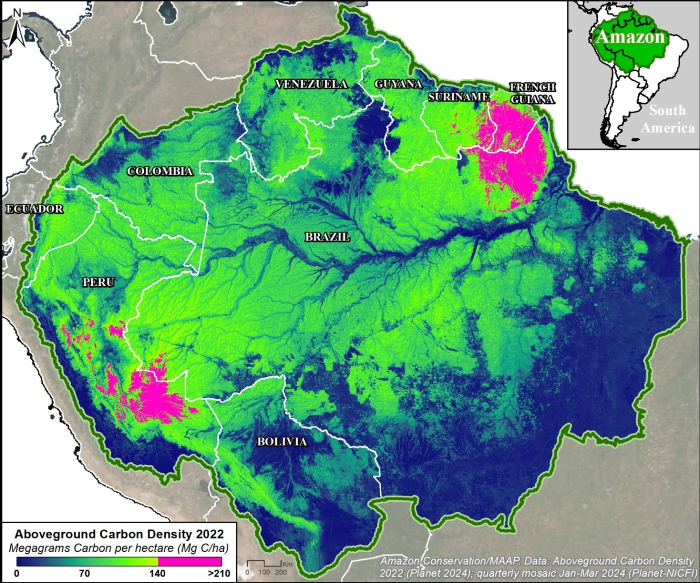 N
Amazon
South
America
VENEZUELA
GUYANA
SURINAME
FRENCH
GUIANA
COLOMBIA
ECUADOR
BRAZIL
PERU
BOLIVIA
Aboveground Carbon Density 2022
Megagrams Carbon per hectare (Mg C/ha)
0 70 140 >210
Km
0 100 200
Amazon Conservation/MAAP. Data: Aboveground Carbon Density
2022 (Planet 2024); quarterly mosaic Jan-Mar 2024 (Planet-NICFI)